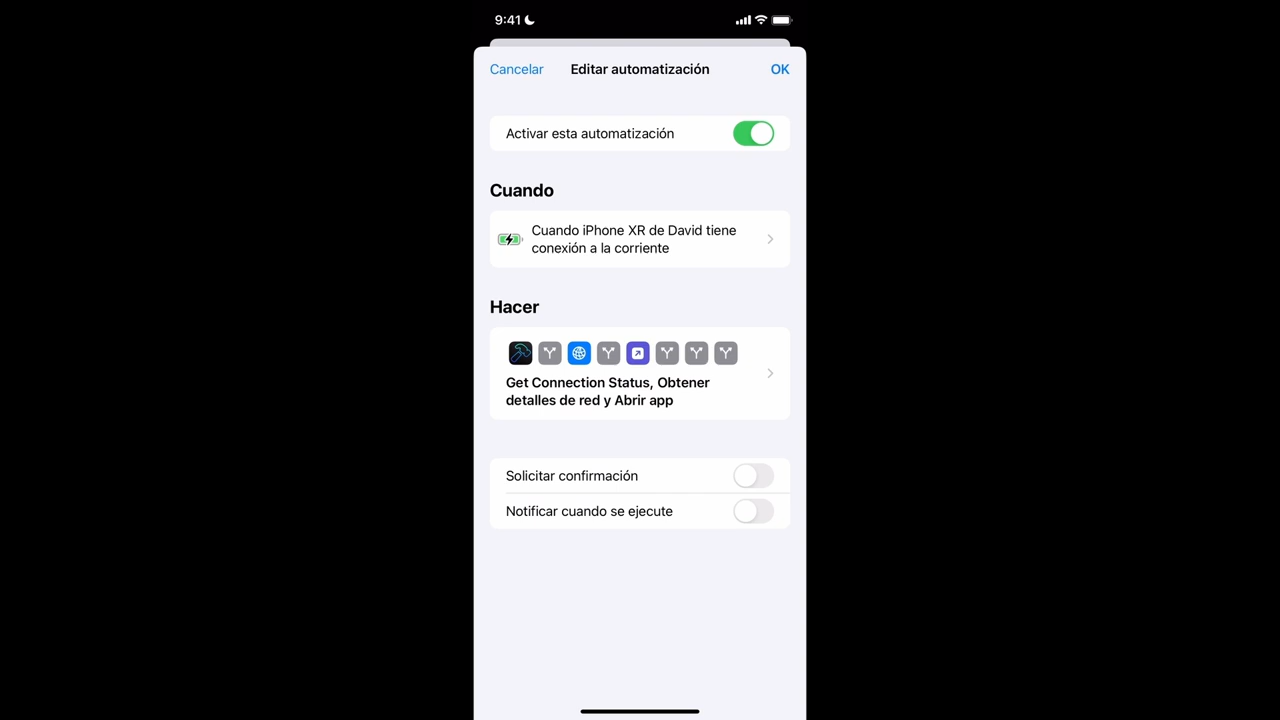 9:41
Cancelar
Editar automatización
OK
Activar esta automatización
Cuando
Cuando iPhone XR de David tiene
conexión a la corriente
Hacer
Get Connection Status, Obtener
detalles de red y Abrir app
Solicitar confirmación
Notificar cuando se ejecute